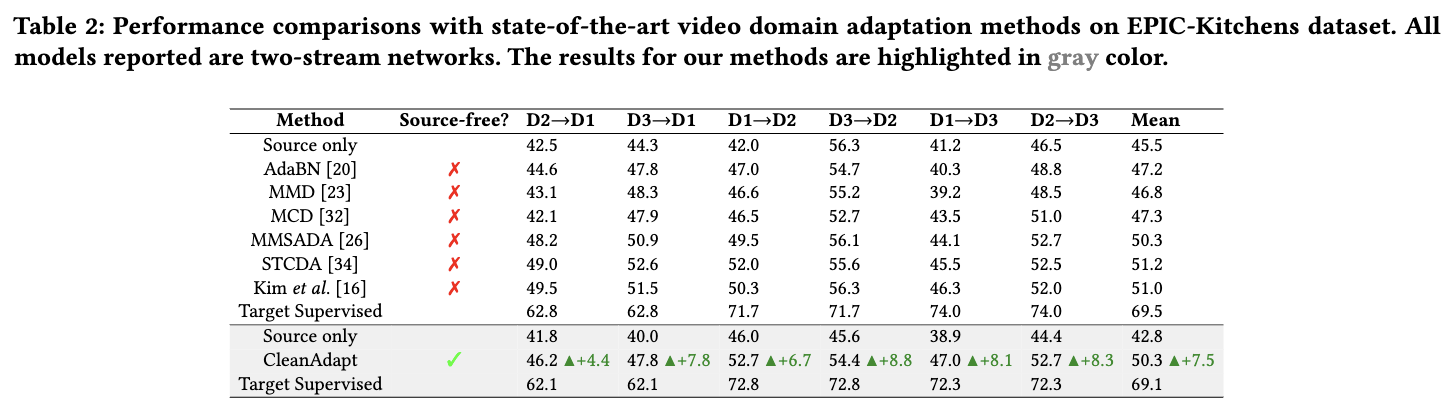 Table 2: Performance comparisons with state-of-the-art video domain adaptation methods on EPIC-Kitchens dataset. All
models reported are two-stream networks. The results for our methods are highlighted in gray color.
Method Source-free? D2→D1 D3→D1 D1→D2 D3→D2 D1→D3 D2→D3 Mean
Source only 42.5 44.3 42.0 56.3 41.2 46.5 45.5
AdaBN [20] ✗ 44.6 47.8 47.0 54.7 40.3 48.8 47.2
MMD [23] ✗ 43.1 48.3 46.6 55.2 39.2 48.5 46.8
MCD [32] ✗ 42.1 47.9 46.5 52.7 43.5 51.0 47.3
MMSADA [26] ✗ 48.2 50.9 49.5 56.1 44.1 52.7 50.3
STCDA [34] ✗ 49.0 52.6 52.0 55.6 45.5 52.5 51.2
Kim et al. [16] ✗ 49.5 51.5 50.3 56.3 46.3 52.0 51.0
Target Supervised 62.8 62.8 71.7 71.7 74.0 74.0 69.5
Source only 41.8 40.0 46.0 45.6 38.9 44.4 42.8
CleanAdapt ✓ 46.2 ▲+4.4 47.8 ▲+7.8 52.7 ▲+6.7 54.4 ▲+8.8 47.0 ▲+8.1 52.7 ▲+8.3 50.3 ▲+7.5
Target Supervised 62.1 62.1 72.8 72.8 72.3 72.3 69.1